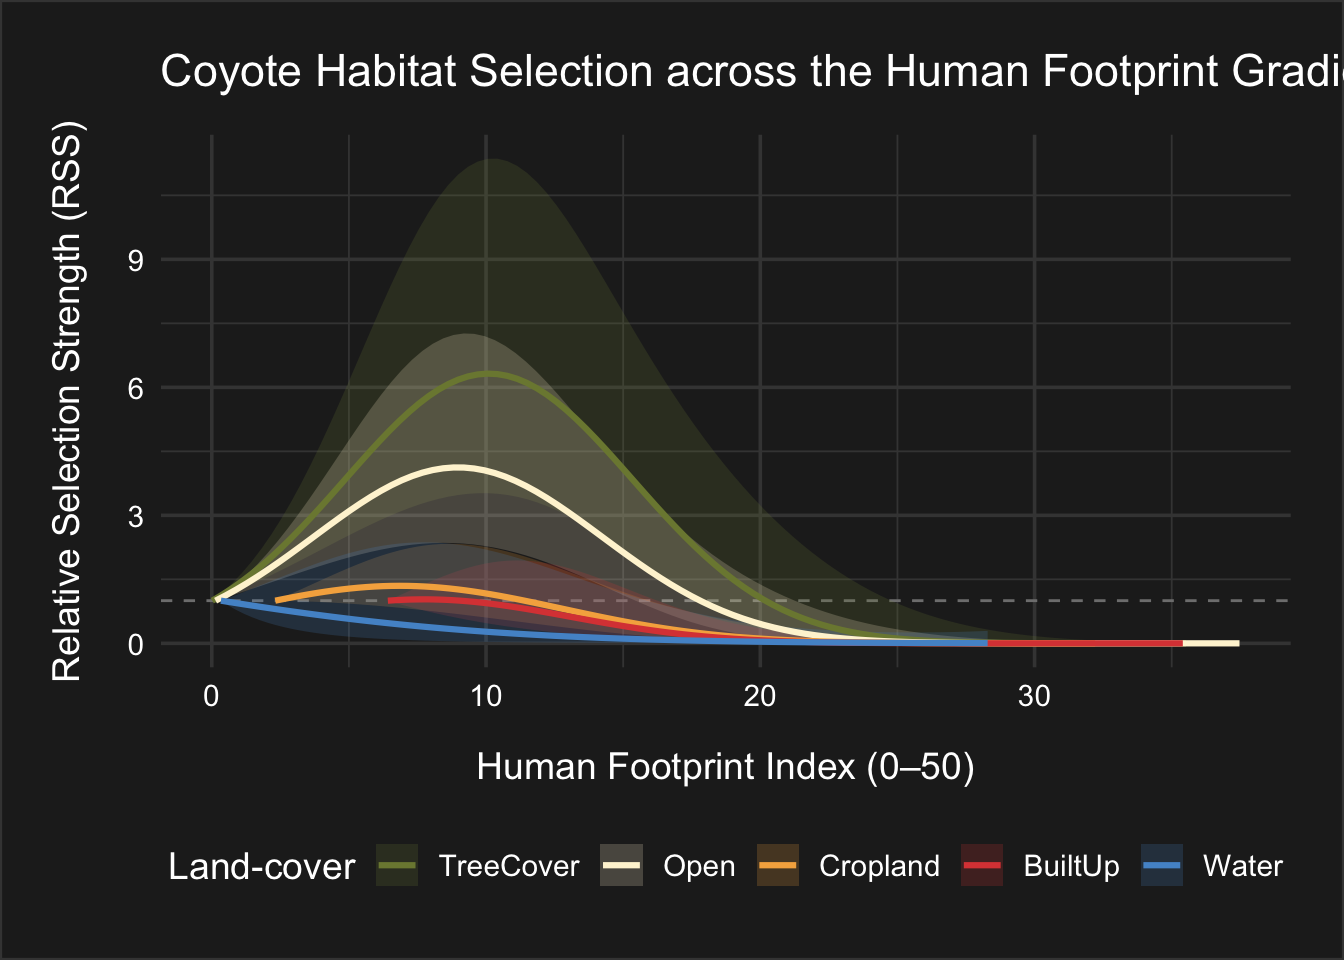 Coyote Habitat Selection across the Human Footprint Gradi
Relative Selection Strength (RSS)
9
6
3
0
0 10 20 30
Human Footprint Index (0–50)
Land-cover TreeCover Open Cropland BuiltUp Water